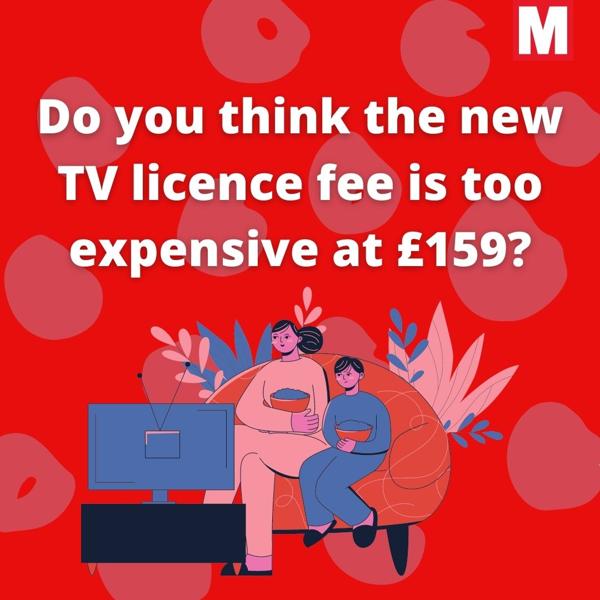 M
Do you think the new
TV licence fee is too
expensive at £159?